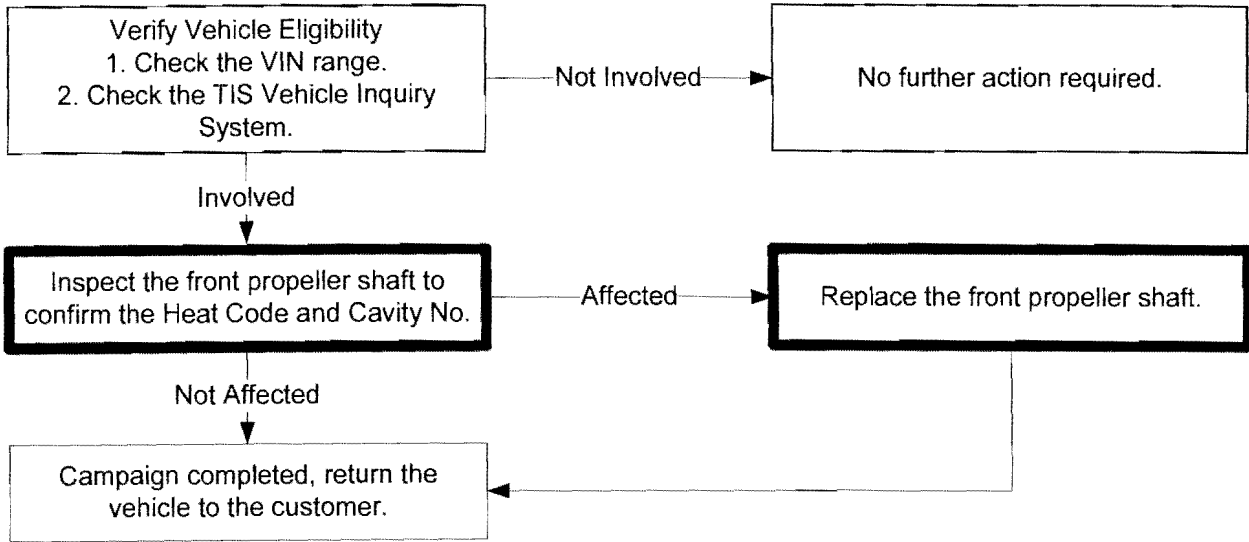 Verify Vehicle Eligibility
1. Check the VIN range.
2. Check the TIS Vehicle Inquiry
System.
Not Involved
No further action required.
Involved
Inspect the front propeller shaft to
confirm the Heat Code and Cavity No.
Affected
Replace the front propeller shaft.
Not Affected
Campaign completed, return the
vehicle to the customer.